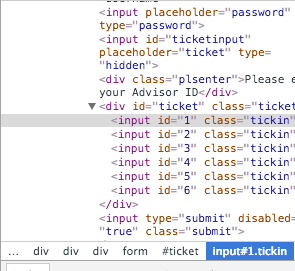 <input placeholder="password"
type="password">
<input id="ticketinput"
placeholder="ticket" type=
"hidden">
<div class="plsenter">Please e
your Advisor ID</div>
▼<div id="ticket" class="ticket
<input id="1" class="tickin"
<input id="2" class="tickin"
<input id="3" class="tickin"
<input id="4" class="tickin"
<input id="5" class="tickin"
<input id="6" class="tickin"
</div>
<input type="submit" disabled=
"true" class="submit">
... div div div form #ticket input#1.tickin